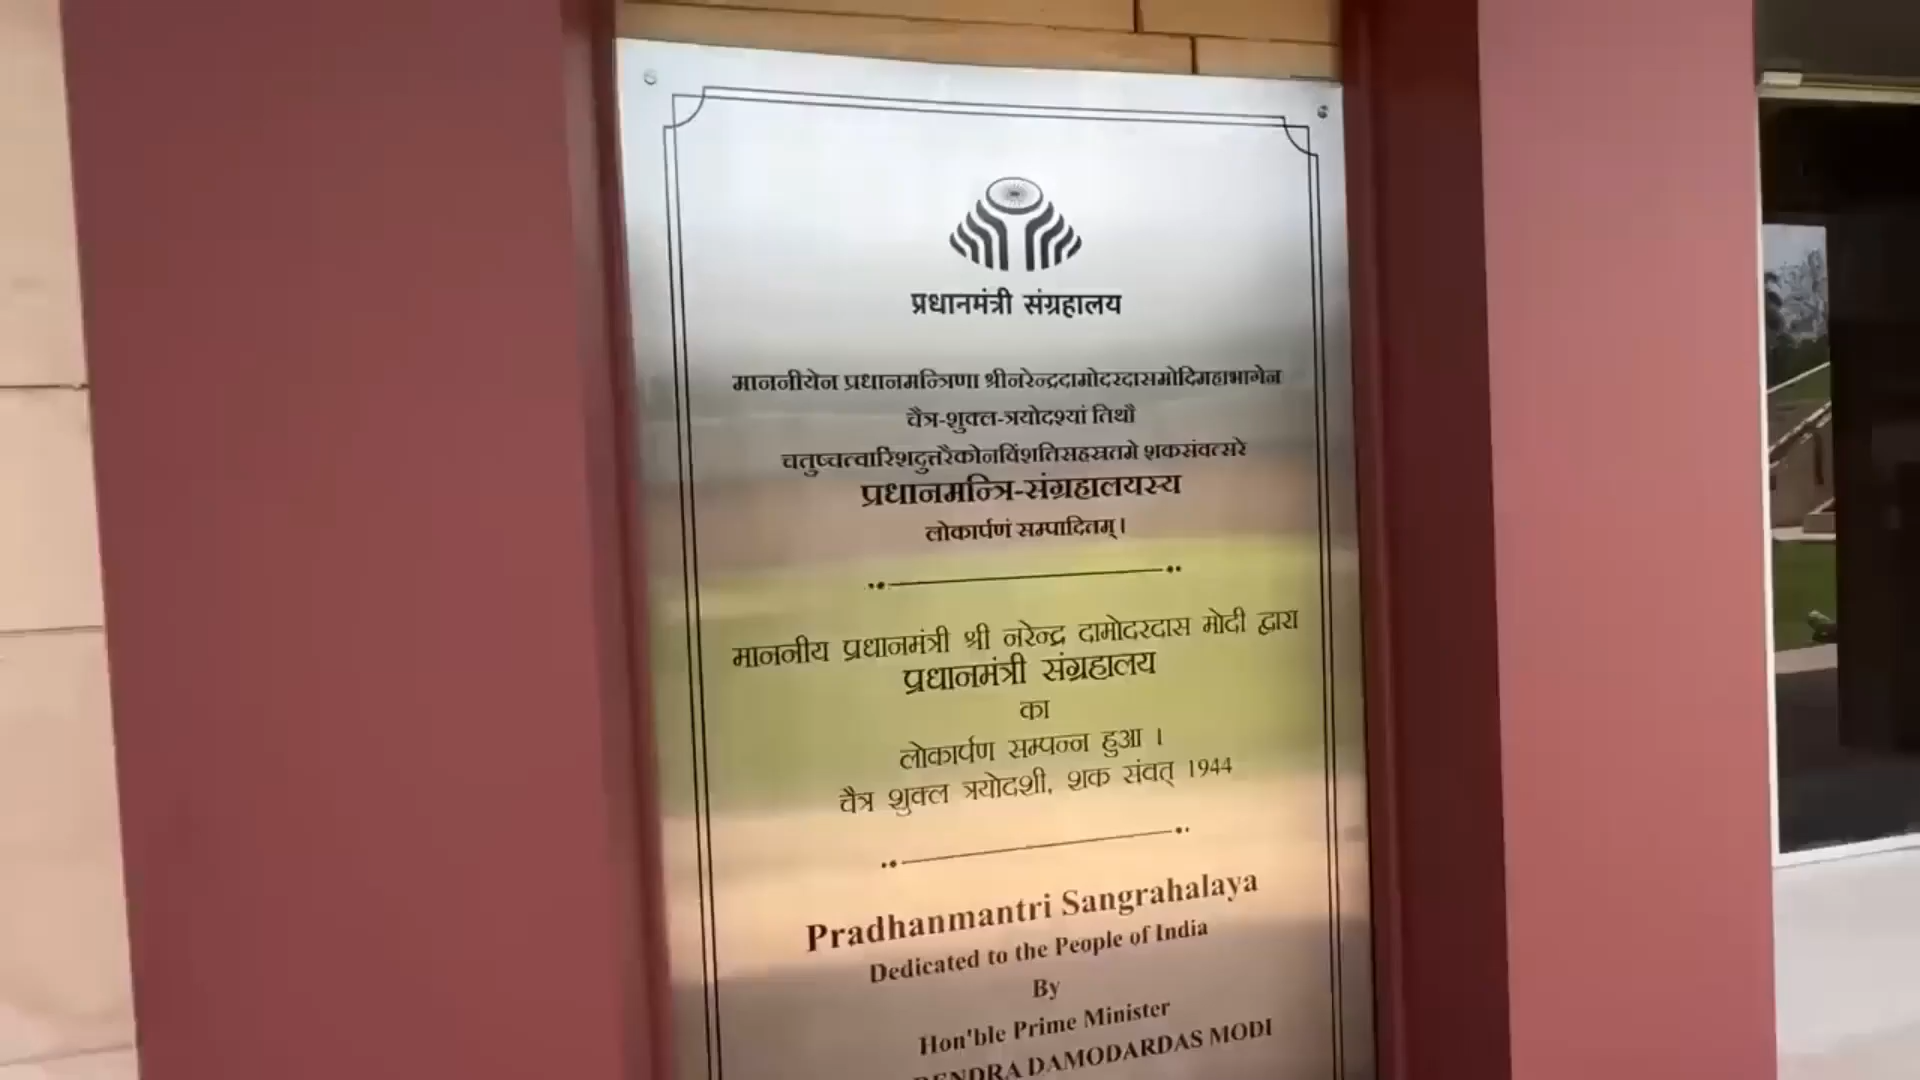 प्रधानमंत्री संग्रहालय
माननीयेन प्रधानमन्त्रिणा श्रीनरेन्द्रदामोदरदासमोदिमहाभागेन
चैत्र-शुक्ल-त्रयोदश्यां तिथौ
चतुष्चत्वारिंशदुत्तरैकोनविंशतिसहस्रतमे शकसंवत्सरे
प्रधानमन्त्रि-संग्रहालयस्य
लोकार्पणं सम्पादितम्।
माननीय प्रधानमंत्री श्री नरेन्द्र दामोदरदास मोदी द्वारा
प्रधानमंत्री संग्रहालय
का
लोकार्पण सम्पन्न हुआ ।
चैत्र शुक्ल त्रयोदशी, शक संवत् 1944
Pradhanmantri Sangrahalaya
Dedicated to the People of India
By
Hon'ble Prime Minister
DAMODARDAS MODI